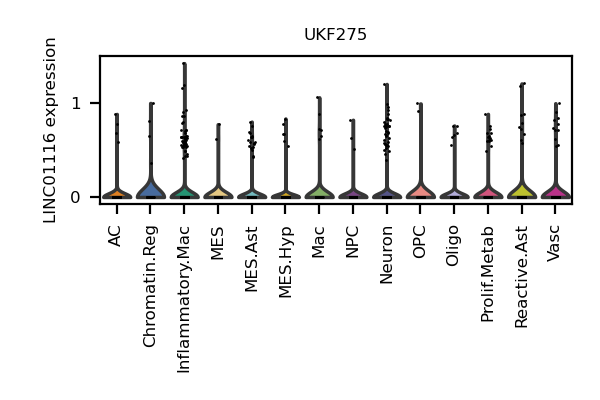 UKF275
LINC01116 expression
1
0
AC
Chromatin.Reg
Inflammatory.Mac
MES
MES.Ast
MES.Hyp
Mac
NPC
Neuron
OPC
Oligo
Prolif.Metab
Reactive.Ast
Vasc